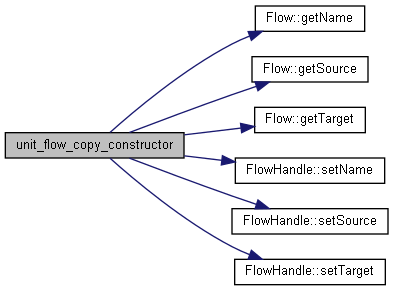 Flow::getName
Flow::getSource
Flow::getTarget
unit_flow_copy_constructor
FlowHandle::setName
FlowHandle::setSource
FlowHandle::setTarget